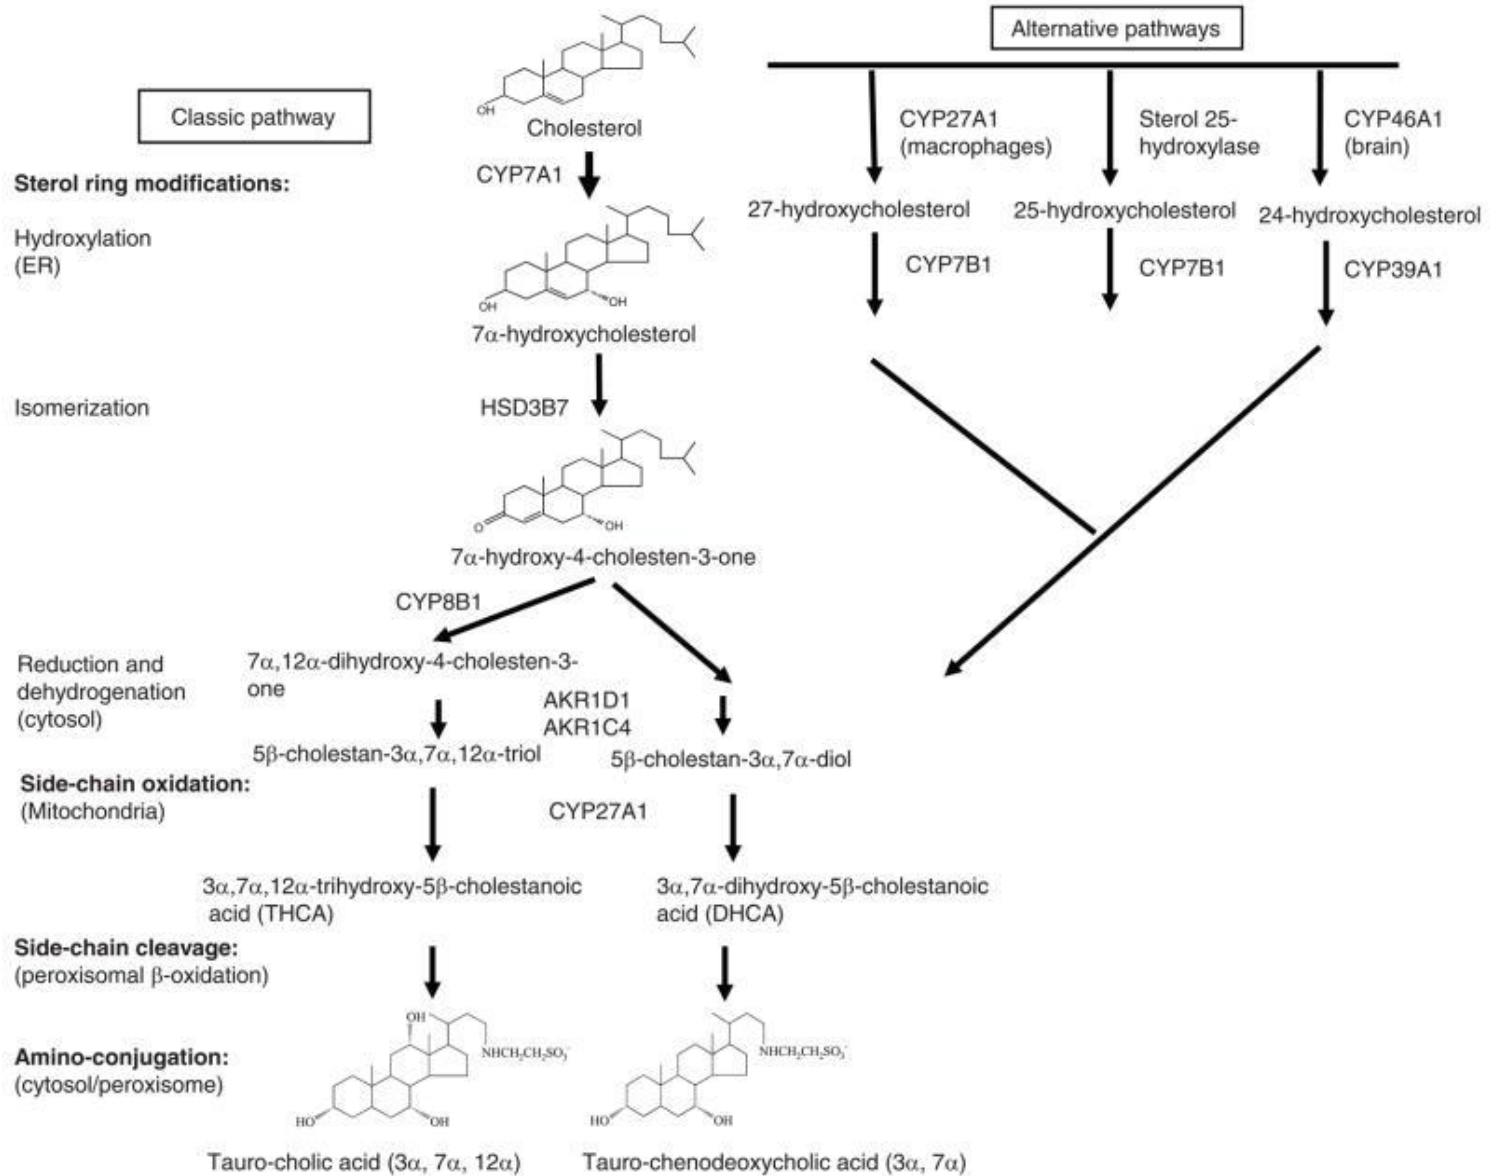 Alternative pathways
Classic pathway
OH
Cholesterol
CYP7A1
CYP27A1
(macrophages)
Sterol 25-
hydroxylase
CYP46A1
(brain)
Sterol ring modifications:
Hydroxylation
(ER)
27-hydroxycholesterol
25-hydroxycholesterol
24-hydroxycholesterol
CYP7B1
CYP7B1
CYP39A1
OH
OH
7α-hydroxycholesterol
Isomerization
HSD3B7
O
OH
7α-hydroxy-4-cholesten-3-one
CYP8B1
Reduction and
dehydrogenation
(cytosol)
7α,12α-dihydroxy-4-cholesten-3-
one
AKR1D1
AKR1C4
5β-cholestan-3α,7α,12α-triol
5β-cholestan-3α,7α-diol
Side-chain oxidation:
(Mitochondria)
CYP27A1
3α,7α,12α-trihydroxy-5β-cholestanoic
acid (THCA)
3α,7α-dihydroxy-5β-cholestanoic
acid (DHCA)
Side-chain cleavage:
(peroxisomal β-oxidation)
OH
NHCH₂CH₂SO₃⁻
HO
OH
NHCH₂CH₂SO₃⁻
HO
OH
Amino-conjugation:
(cytosol/peroxisome)
Tauro-cholic acid (3α, 7α, 12α)
Tauro-chenodeoxycholic acid (3α, 7α)